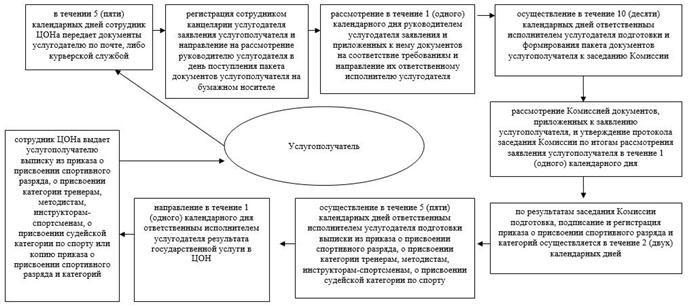 в течении 5 (пяти)
календарных дней сотрудник
ЦОНа передает документы
услугодателю по почте, либо
курьерской службой
регистрация сотрудником
канцелярии услугодателя
заявления услугополучателя и
направление на рассмотрение
руководителю услугодателя в
день поступления пакета
документов услугополучателя на
бумажном носителе
рассмотрение в течение 1 (одного)
календарного дня руководителем
услугодателя заявления и
приложенных к нему документов на
соответствие требованиям и
направление их ответственному
исполнителю услугодателя
осуществление в течение 10 (десяти)
календарных дней ответственным
исполнителем услугодателя подготовки и
формирования пакета документов
услугополучателя к заседанию Комиссии
рассмотрение Комиссией документов,
приложенных к заявлению
услугополучателя, и утверждение протокола
заседания Комиссии по итогам рассмотрения
заявления услугополучателя в течение 1
(одного) календарного дня
по результатам заседания Комиссии
подготовка, подписание и регистрация
приказа о присвоении спортивного разряда и
категорий осуществляется в течение 2 (двух)
календарных дней
осуществление в течение 5 (пяти)
календарных дней ответственным
исполнителем услугодателя подготовки
выписки из приказа о присвоении
спортивного разряда, о присвоении
категории тренерам, методистам,
инструкторам-спортсменам, о присвоении
судейской категории по спорту
направление в течение 1
(одного) календарного дня
ответственным исполнителем
услугодателя результата
государственной услуги в
ЦОН
сотрудник ЦОНа выдает
услугополучателю
выписку из приказа о
присвоении спортивного
разряда, о присвоении
категории тренерам,
методистам,
инструкторам-
спортсменам, о
присвоении судейской
категории по спорту или
копию приказа о
присвоении спортивного
разряда и категорий
Услугополучатель